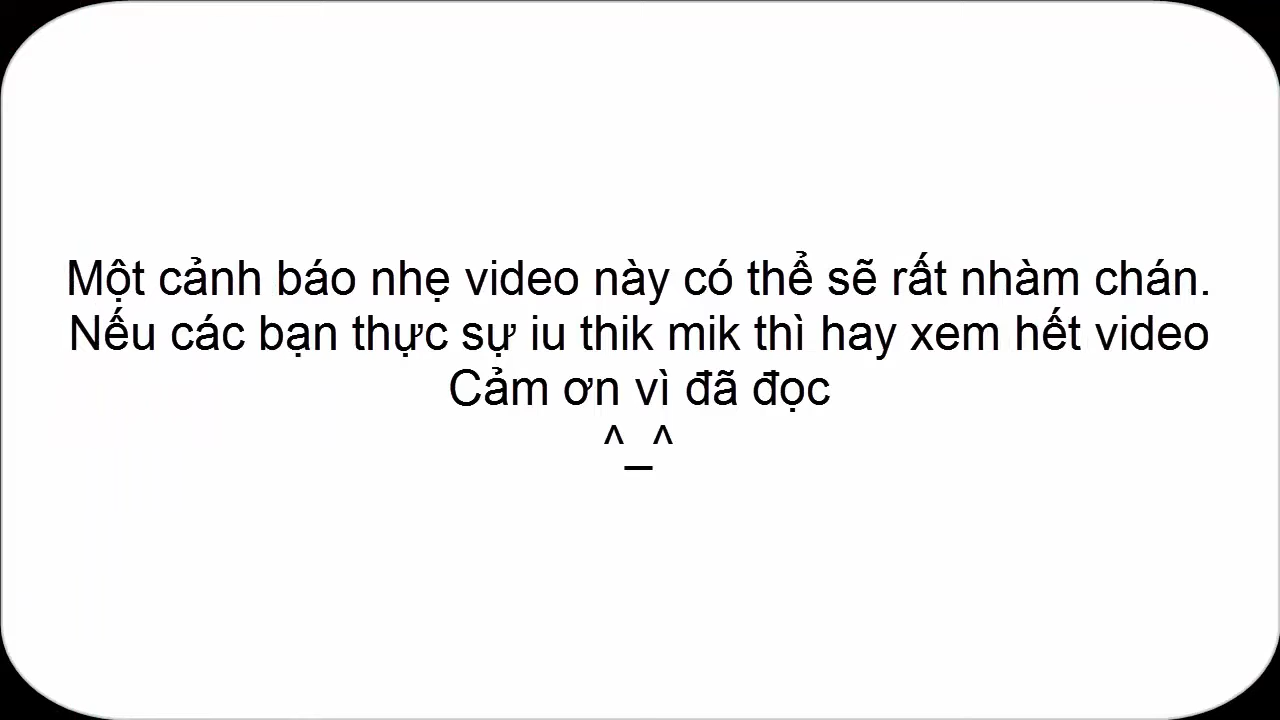 Một cảnh báo nhẹ video này có thể sẽ rất nhàm chán.
Nếu các bạn thực sự iu thik mik thì hay xem hết video
Cảm ơn vì đã đọc
^_^